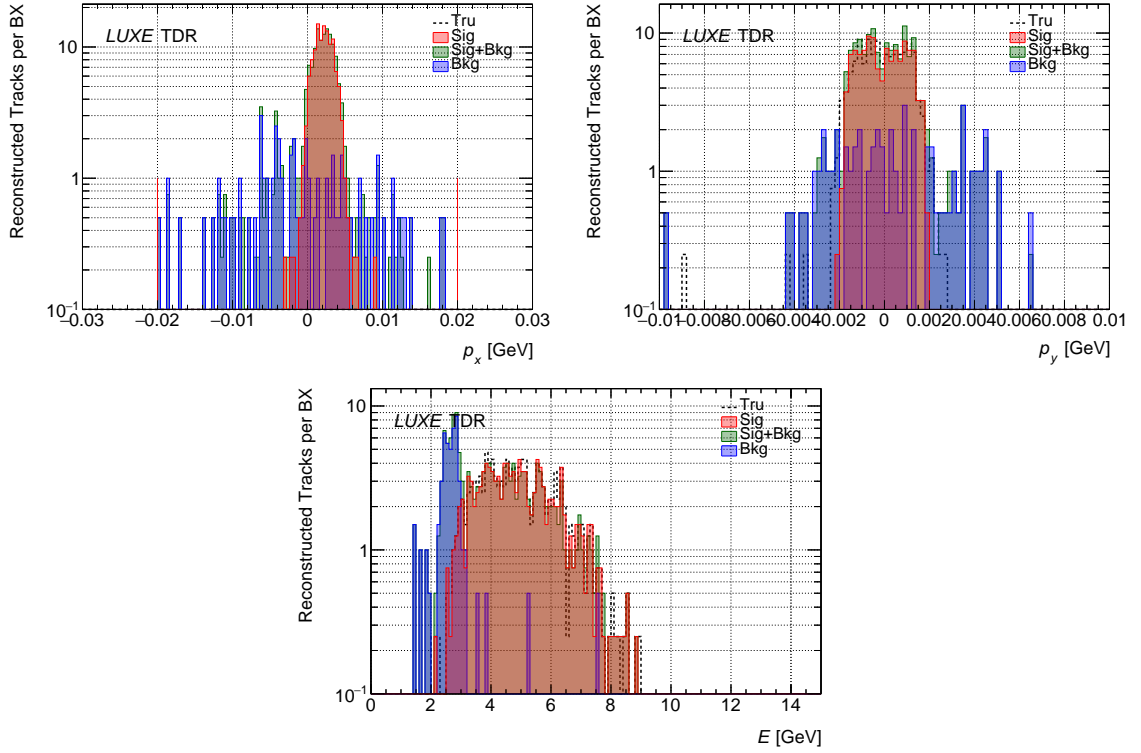 LUXE TDR
Tru
Sig
Sig+Bkg
Bkg
Reconstructed Tracks per BX
10
1
10⁻¹
−0.03 −0.02 −0.01 0 0.01 0.02 0.03
pₓ [GeV]
LUXE TDR
Tru
Sig
Sig+Bkg
Bkg
Reconstructed Tracks per BX
10
1
10⁻¹
−0.01 −0.008 −0.006 −0.004 −0.002 0 0.002 0.004 0.006 0.008 0.01
p_y [GeV]
LUXE TDR
Tru
Sig
Sig+Bkg
Bkg
Reconstructed Tracks per BX
10
1
10⁻¹
0 2 4 6 8 10 12 14
E [GeV]